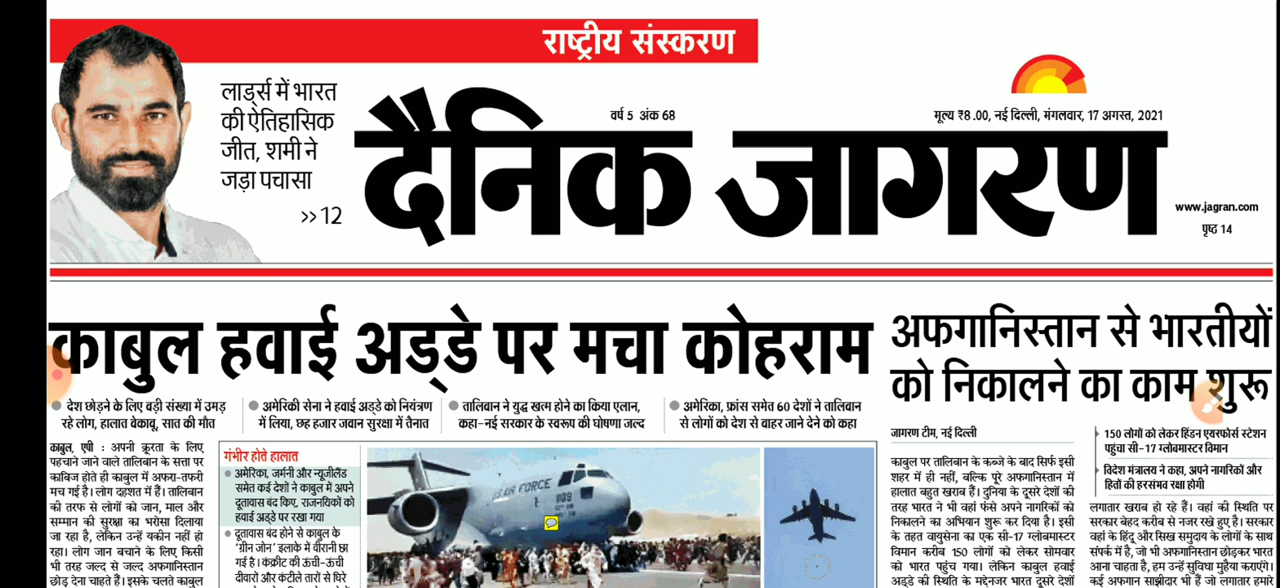 राष्ट्रीय संस्करण
लार्ड्स में भारत
की ऐतिहासिक
जीत, शमी ने
जड़ा पचासा
>> 12
वर्ष 5 अंक 68
मूल्य ₹8.00, नई दिल्ली, मंगलवार, 17 अगस्त, 2021
दैनिक जागरण
www.jagran.com
पृष्ठ 14
काबुल हवाई अड्डे पर मचा कोहराम
देश छोड़ने के लिए बड़ी संख्या में उमड़
रहे लोग, हालात बेकाबू, सात की मौत
अमेरिकी सेना ने हवाई अड्डे को नियंत्रण
में लिया, छह हजार जवान सुरक्षा में तैनात
तालिबान ने युद्ध खत्म होने का किया एलान,
कहा-नई सरकार के स्वरूप की घोषणा जल्द
अमेरिका, फ्रांस समेत 60 देशों ने तालिबान
से लोगों को देश से बाहर जाने देने को कहा
काबुल, एपी : अपनी क्रूरता के लिए
पहचाने जाने वाले तालिबान के सत्ता पर
काबिज होते ही काबुल में अफरा-तफरी
मच गई है। लोग दहशत में हैं। तालिबान
की तरफ से लोगों को जान, माल और
सम्मान की सुरक्षा का भरोसा दिलाया
जा रहा है, लेकिन उन्हें यकीन नहीं हो
रहा। लोग जान बचाने के लिए किसी
भी तरह जल्द से जल्द अफगानिस्तान
छोड़ देना चाहते हैं। इसके चलते काबुल
गंभीर होते हालात
अमेरिका, जर्मनी और न्यूजीलैंड
समेत कई देशों ने काबुल में अपने
दूतावास बंद किए, राजनयिकों को
हवाई अड्डे पर रखा गया
दूतावास बंद होने से काबुल के
'ग्रीन जोन' इलाके में वीरानी छा
गई है। कंक्रीट की ऊंची-ऊंची
दीवारों और कंटीले तारों से घिरे
US AIR FORCE
अफगानिस्तान से भारतीयों
को निकालने का काम शुरू
जागरण टीम, नई दिल्ली
काबुल पर तालिबान के कब्जे के बाद सिर्फ इसी
शहर में ही नहीं, बल्कि पूरे अफगानिस्तान में
हालात बहुत खराब हैं। दुनिया के दूसरे देशों की
तरह भारत ने भी वहां फंसे अपने नागरिकों को
निकालने का अभियान शुरू कर दिया है। इसी
के तहत वायुसेना का एक सी-17 ग्लोबमास्टर
विमान करीब 150 लोगों को लेकर सोमवार
को भारत पहुंच गया। लेकिन काबुल हवाई
अड्डे की स्थिति के मद्देनजर भारत दूसरे देशों
150 लोगों को लेकर हिंडन एयरफोर्स स्टेशन
पहुंचा सी-17 ग्लोबमास्टर विमान
विदेश मंत्रालय ने कहा, अपने नागरिकों और
हितों की हरसंभव रक्षा होगी
लगातार खराब हो रहे हैं। वहां की स्थिति पर
सरकार बेहद करीब से नजर रखे हुए है। सरकार
वहां के हिंदू और सिख समुदाय के लोगों के साथ
संपर्क में है, जो भी अफगानिस्तान छोड़कर भारत
आना चाहता है, हम उन्हें सुविधा मुहैया कराएंगे।
कई अफगान साझीदार भी हैं जो लगातार हमारे